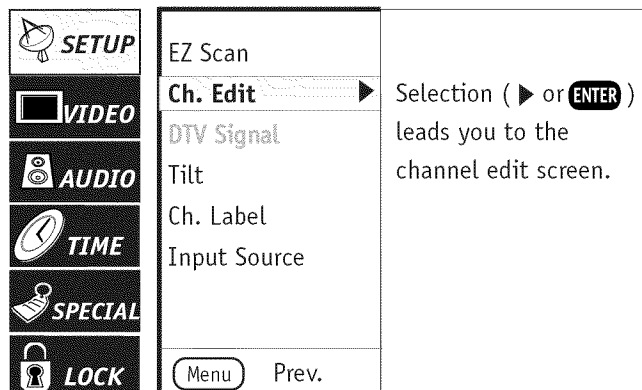 SETUP
VIDEO
AUDIO
TIME
SPECIAL
LOCK
EZ Scan
Ch. Edit ▶
DTV Signal
Tilt
Ch. Label
Input Source
Menu Prev.
Selection ( ▶ or ENTER )
leads you to the
channel edit screen.